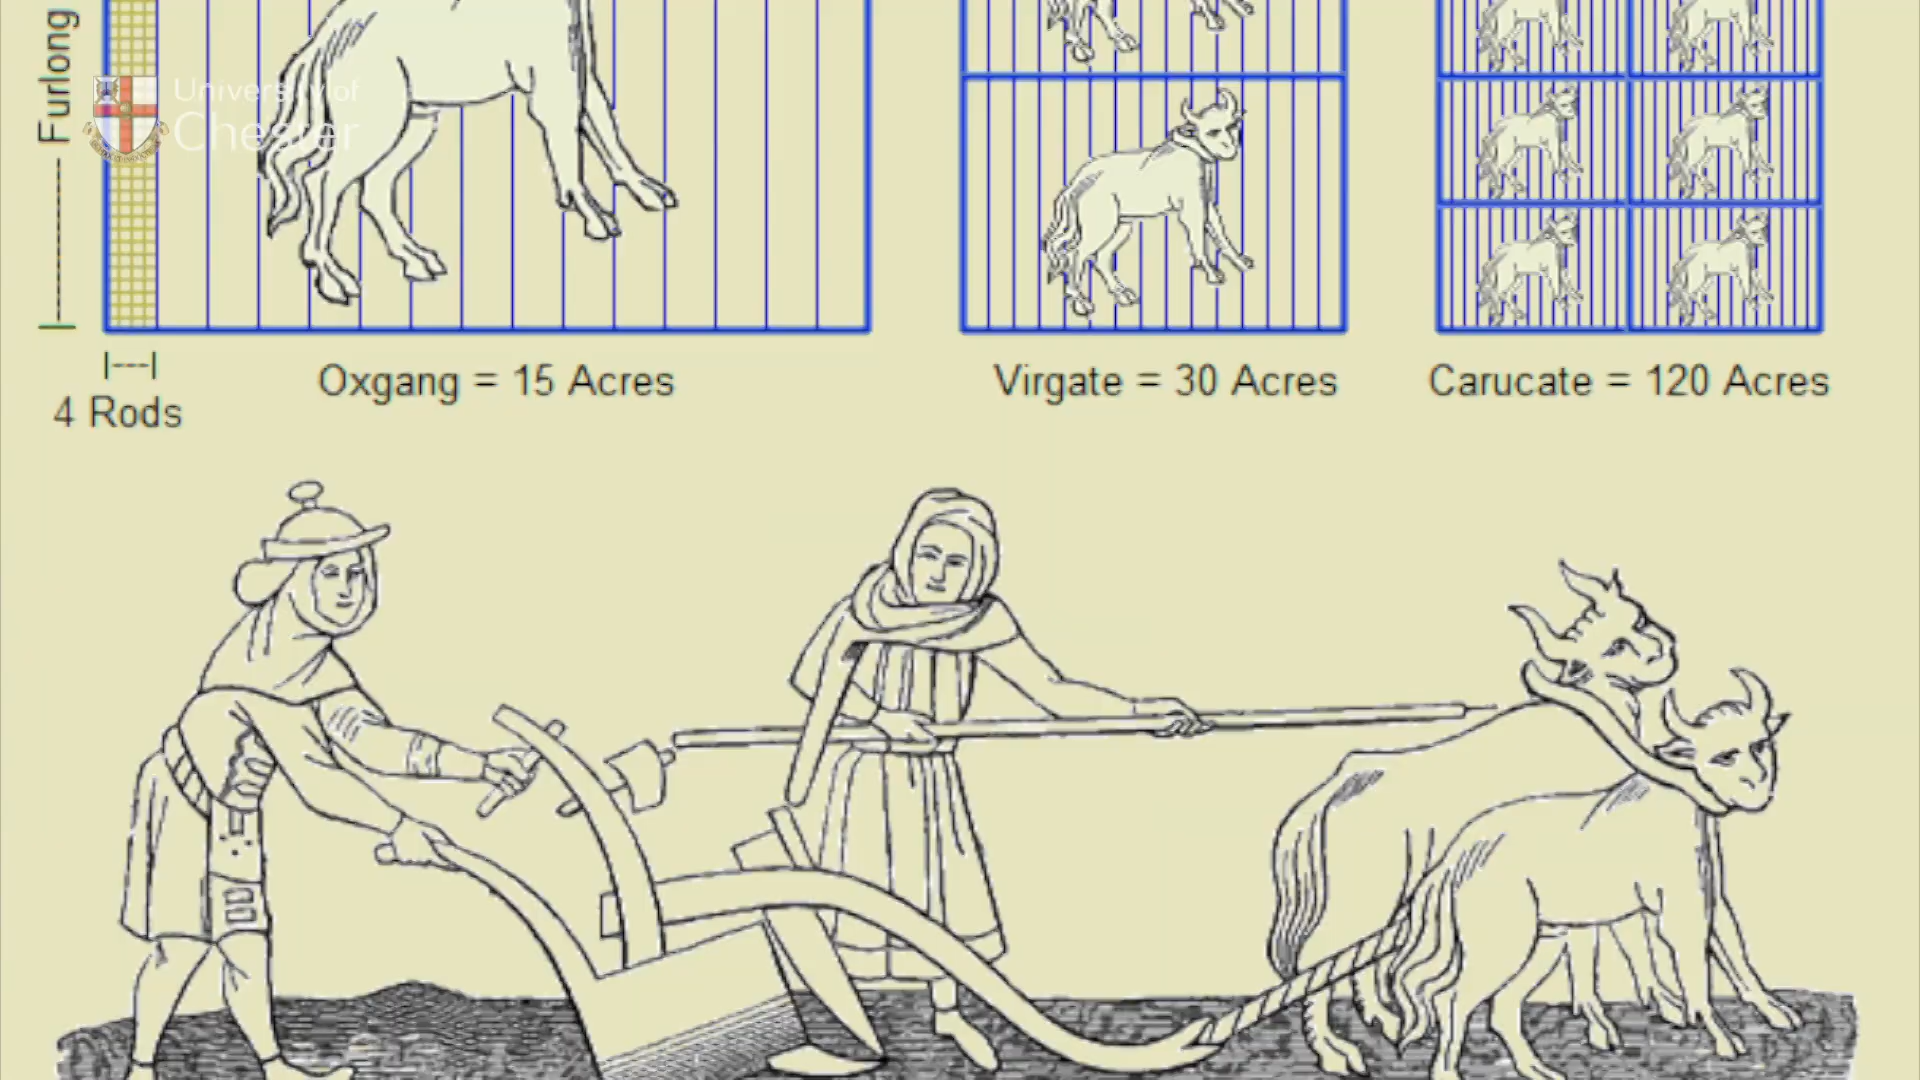 Furlong
University of
Chester
Oxgang = 15 Acres
Virgate = 30 Acres
Carucate = 120 Acres
4 Rods